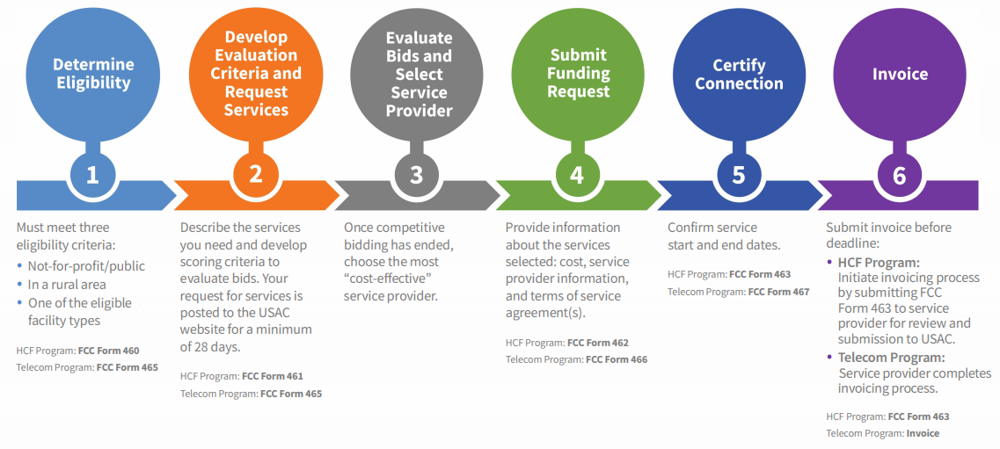 Determine
Eligibility
1
Must meet three
eligibility criteria:
• Not-for-profit/public
• In a rural area
• One of the eligible
facility types
HCF Program: FCC Form 460
Telecom Program: FCC Form 465
Develop
Evaluation
Criteria and
Request
Services
2
Describe the services
you need and develop
scoring criteria to
evaluate bids. Your
request for services is
posted to the USAC
website for a minimum
of 28 days.
HCF Program: FCC Form 461
Telecom Program: FCC Form 465
Evaluate
Bids and
Select
Service
Provider
3
Once competitive
bidding has ended,
choose the most
“cost-effective”
service provider.
Submit
Funding
Request
4
Provide information
about the services
selected: cost, service
provider information,
and terms of service
agreement(s).
HCF Program: FCC Form 462
Telecom Program: FCC Form 466
Certify
Connection
5
Confirm service
start and end dates.
HCF Program: FCC Form 463
Telecom Program: FCC Form 467
Invoice
6
Submit invoice before
deadline:
• HCF Program:
Initiate invoicing process
by submitting FCC
Form 463 to service
provider for review and
submission to USAC.
• Telecom Program:
Service provider completes
invoicing process.
HCF Program: FCC Form 463
Telecom Program: Invoice